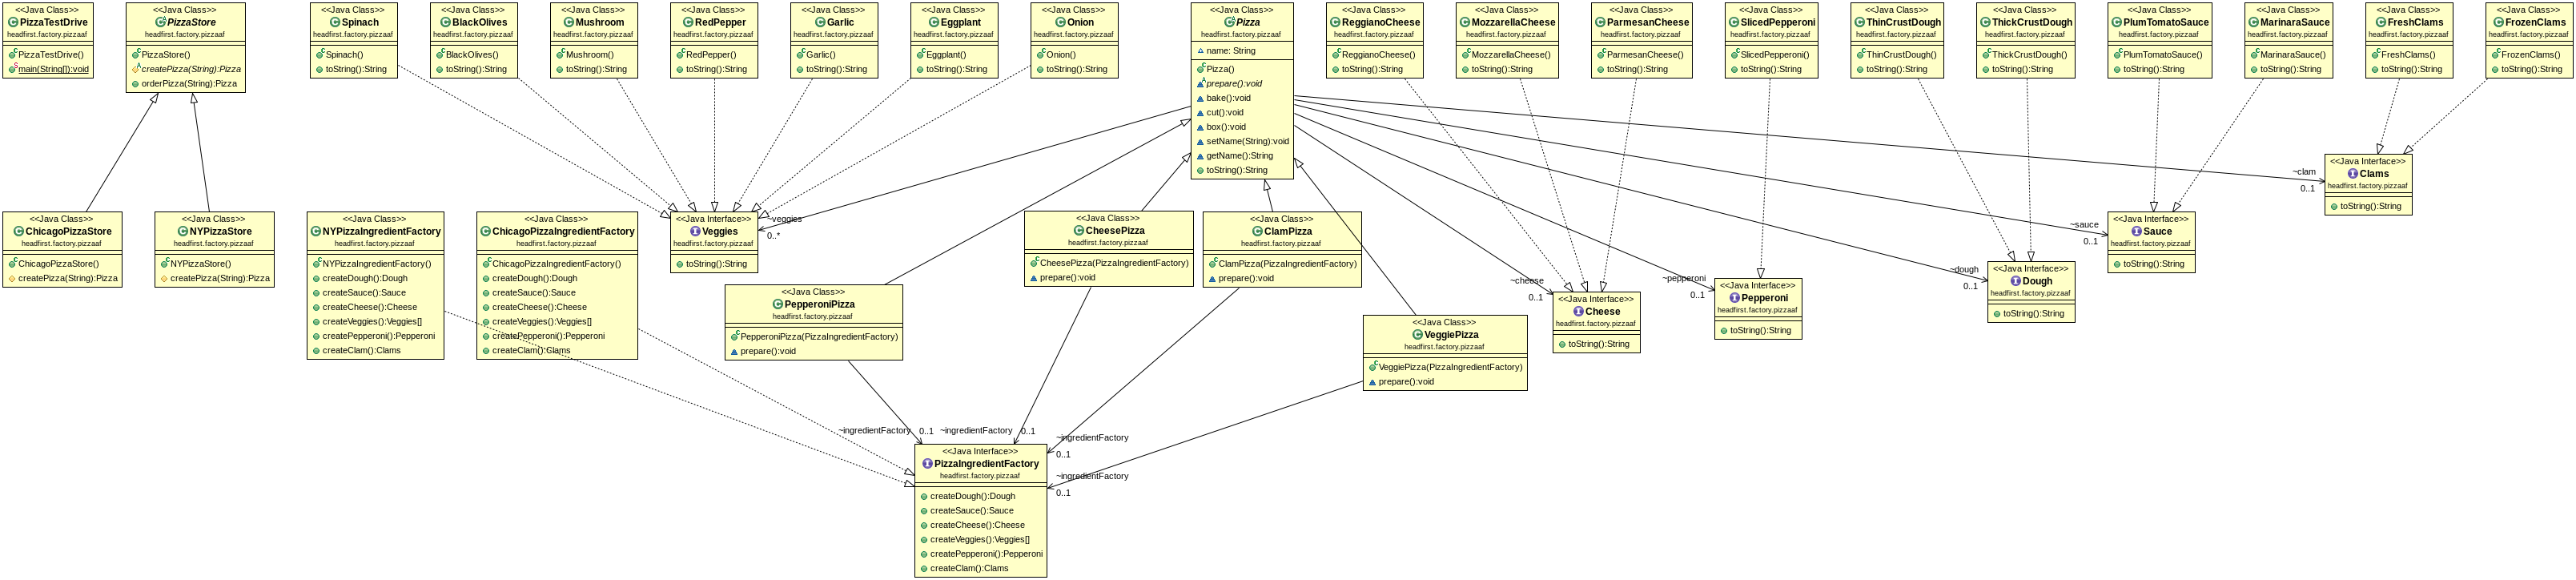 <<Java Class>>
PizzaTestDrive
headfirst.factory.pizzaaf
PizzaTestDrive()
main(String[]):void
<<Java Class>>
PizzaStore
headfirst.factory.pizzaaf
PizzaStore()
createPizza(String):Pizza
orderPizza(String):Pizza
<<Java Class>>
Spinach
headfirst.factory.pizzaaf
Spinach()
toString():String
<<Java Class>>
BlackOlives
headfirst.factory.pizzaaf
BlackOlives()
toString():String
<<Java Class>>
Mushroom
headfirst.factory.pizzaaf
Mushroom()
toString():String
<<Java Class>>
RedPepper
headfirst.factory.pizzaaf
RedPepper()
toString():String
<<Java Class>>
Garlic
headfirst.factory.pizzaaf
Garlic()
toString():String
<<Java Class>>
Eggplant
headfirst.factory.pizzaaf
Eggplant()
toString():String
<<Java Class>>
Onion
headfirst.factory.pizzaaf
Onion()
toString():String
<<Java Class>>
Pizza
headfirst.factory.pizzaaf
name: String
Pizza()
prepare():void
bake():void
cut():void
box():void
setName(String):void
getName():String
toString():String
<<Java Class>>
ReggianoCheese
headfirst.factory.pizzaaf
ReggianoCheese()
toString():String
<<Java Class>>
MozzarellaCheese
headfirst.factory.pizzaaf
MozzarellaCheese()
toString():String
<<Java Class>>
ParmesanCheese
headfirst.factory.pizzaaf
ParmesanCheese()
toString():String
<<Java Class>>
SlicedPepperoni
headfirst.factory.pizzaaf
SlicedPepperoni()
toString():String
<<Java Class>>
ThinCrustDough
headfirst.factory.pizzaaf
ThinCrustDough()
toString():String
<<Java Class>>
ThickCrustDough
headfirst.factory.pizzaaf
ThickCrustDough()
toString():String
<<Java Class>>
PlumTomatoSauce
headfirst.factory.pizzaaf
PlumTomatoSauce()
toString():String
<<Java Class>>
MarinaraSauce
headfirst.factory.pizzaaf
MarinaraSauce()
toString():String
<<Java Class>>
FreshClams
headfirst.factory.pizzaaf
FreshClams()
toString():String
<<Java Class>>
FrozenClams
headfirst.factory.pizzaaf
FrozenClams()
toString():String
~clam
0..1
<<Java Interface>>
Clams
headfirst.factory.pizzaaf
toString():String
<<Java Class>>
ChicagoPizzaStore
headfirst.factory.pizzaaf
ChicagoPizzaStore()
createPizza(String):Pizza
<<Java Class>>
NYPizzaStore
headfirst.factory.pizzaaf
NYPizzaStore()
createPizza(String):Pizza
<<Java Class>>
NYPizzaIngredientFactory
headfirst.factory.pizzaaf
NYPizzaIngredientFactory()
createDough():Dough
createSauce():Sauce
createCheese():Cheese
createVeggies():Veggies[]
createPepperoni():Pepperoni
createClam():Clams
<<Java Class>>
ChicagoPizzaIngredientFactory
headfirst.factory.pizzaaf
ChicagoPizzaIngredientFactory()
createDough():Dough
createSauce():Sauce
createCheese():Cheese
createVeggies():Veggies[]
createPepperoni():Pepperoni
createClam():Clams
<<Java Interface>>
Veggies
headfirst.factory.pizzaaf
toString():String
~veggies
0..*
<<Java Class>>
CheesePizza
headfirst.factory.pizzaaf
CheesePizza(PizzaIngredientFactory)
prepare():void
<<Java Class>>
ClamPizza
headfirst.factory.pizzaaf
ClamPizza(PizzaIngredientFactory)
prepare():void
~sauce
0..1
<<Java Interface>>
Sauce
headfirst.factory.pizzaaf
toString():String
~dough
0..1
<<Java Interface>>
Dough
headfirst.factory.pizzaaf
toString():String
~pepperoni
0..1
<<Java Interface>>
Pepperoni
headfirst.factory.pizzaaf
toString():String
~cheese
0..1
<<Java Interface>>
Cheese
headfirst.factory.pizzaaf
toString():String
<<Java Class>>
PepperoniPizza
headfirst.factory.pizzaaf
PepperoniPizza(PizzaIngredientFactory)
prepare():void
<<Java Class>>
VeggiePizza
headfirst.factory.pizzaaf
VeggiePizza(PizzaIngredientFactory)
prepare():void
~ingredientFactory
0..1
~ingredientFactory
0..1
~ingredientFactory
0..1
~ingredientFactory
0..1
<<Java Interface>>
PizzaIngredientFactory
headfirst.factory.pizzaaf
createDough():Dough
createSauce():Sauce
createCheese():Cheese
createVeggies():Veggies[]
createPepperoni():Pepperoni
createClam():Clams